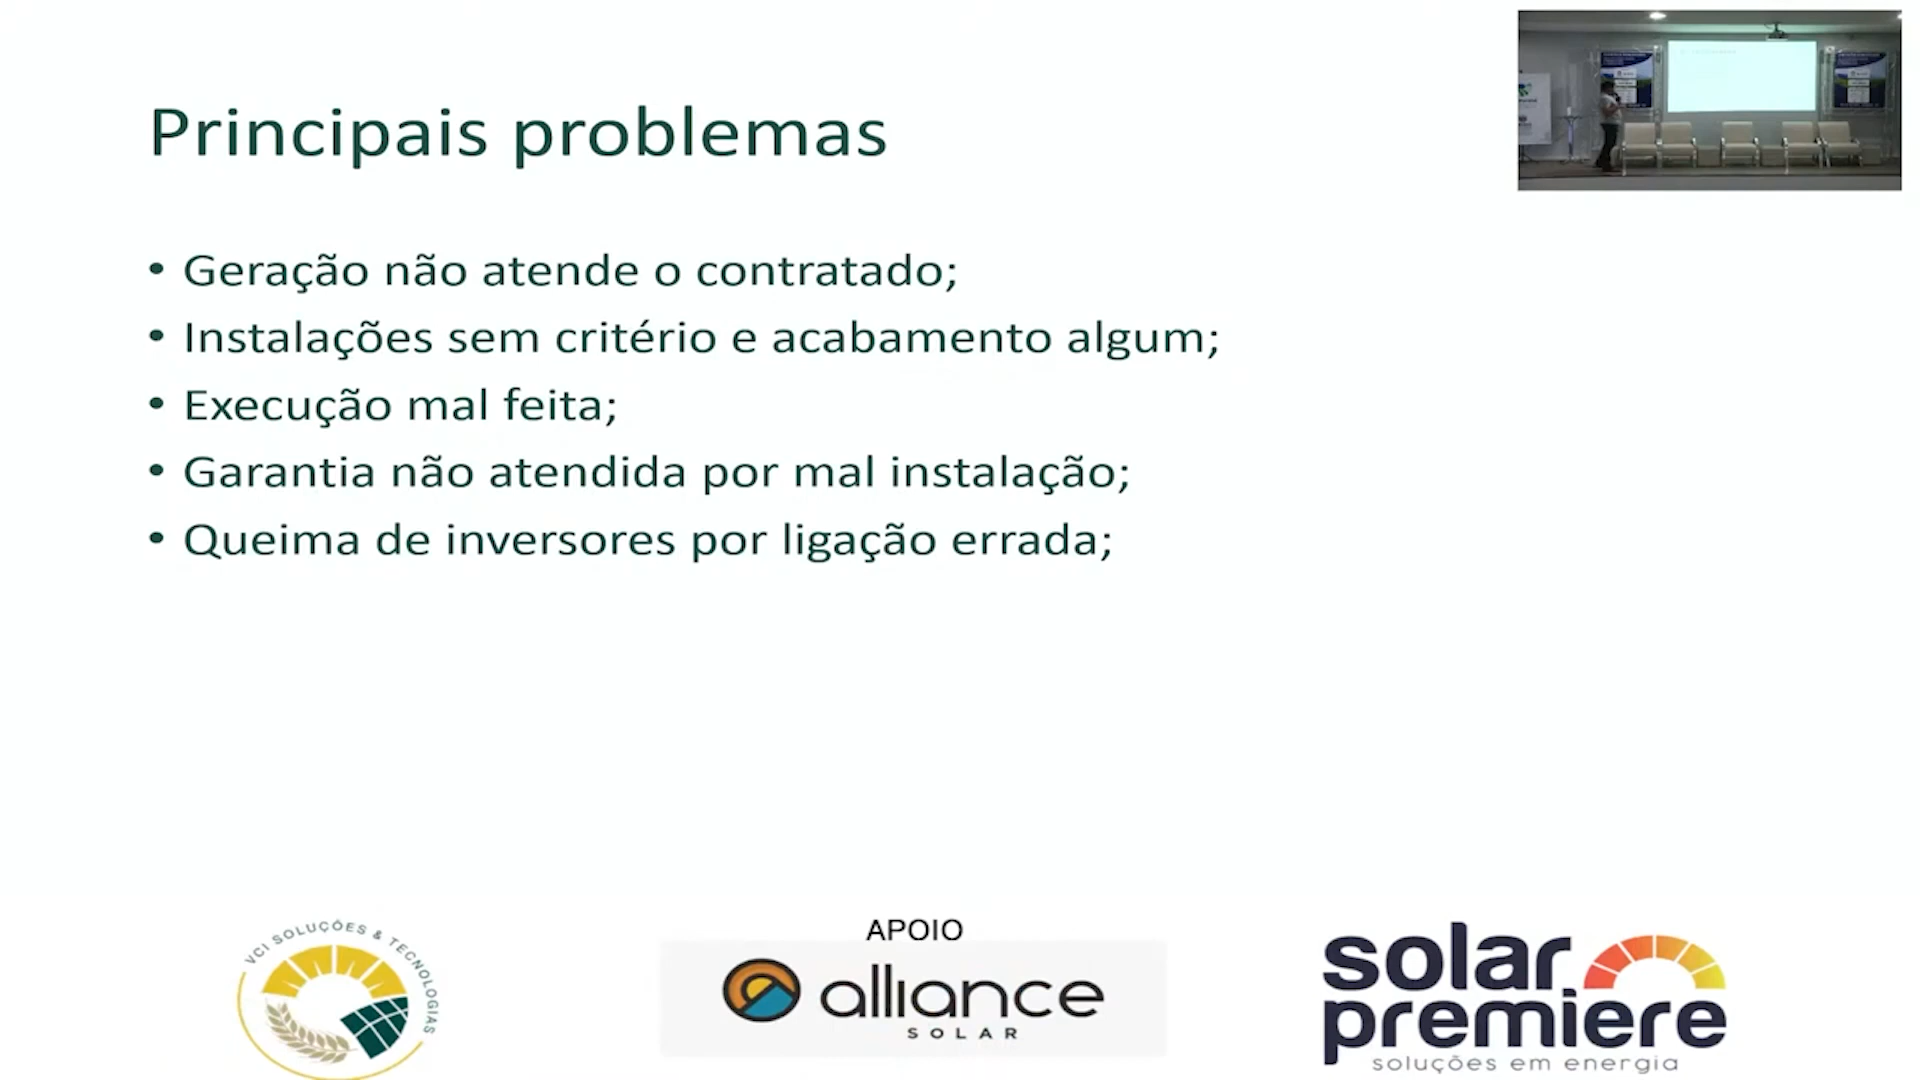 Principais problemas
• Geração não atende o contratado;
• Instalações sem critério e acabamento algum;
• Execução mal feita;
• Garantia não atendida por mal instalação;
• Queima de inversores por ligação errada;
VCI SOLUÇÕES & TECNOLOGIAS
APOIO
alliance
SOLAR
solar
premiere
soluções em energia